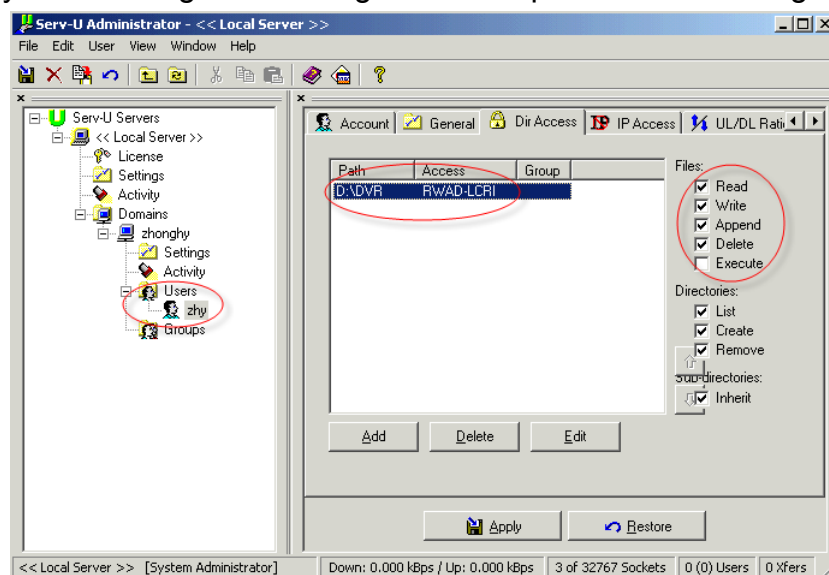 Serv-U Administrator - << Local Server >>
File Edit User View Window Help
Serv-U Servers
<< Local Server >>
License
Settings
Activity
Domains
zhonghy
Settings
Activity
Users
zhy
Groups
Account General Dir Access IP Access UL/DL Rati
Path Access Group
D:\DVR RWAD-LCRI
Files:
Read
Write
Append
Delete
Execute
Directories:
List
Create
Remove
Sub-directories:
Inherit
Add Delete Edit
Apply Restore
<< Local Server >> [System Administrator] Down: 0.000 kBps / Up: 0.000 kBps 3 of 32767 Sockets 0 (0) Users 0 Xfers